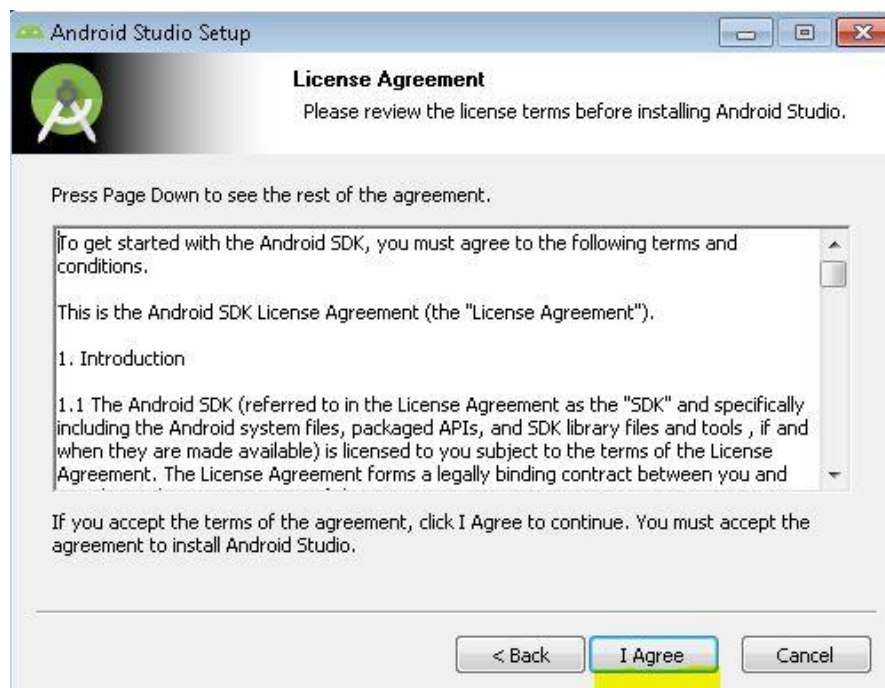 Android Studio Setup
License Agreement
Please review the license terms before installing Android Studio.
Press Page Down to see the rest of the agreement.
To get started with the Android SDK, you must agree to the following terms and
conditions.
This is the Android SDK License Agreement (the "License Agreement").
1. Introduction
1.1 The Android SDK (referred to in the License Agreement as the "SDK" and specifically
including the Android system files, packaged APIs, and SDK library files and tools , if and
when they are made available) is licensed to you subject to the terms of the License
Agreement. The License Agreement forms a legally binding contract between you and
If you accept the terms of the agreement, click I Agree to continue. You must accept the
agreement to install Android Studio.
< Back I Agree Cancel